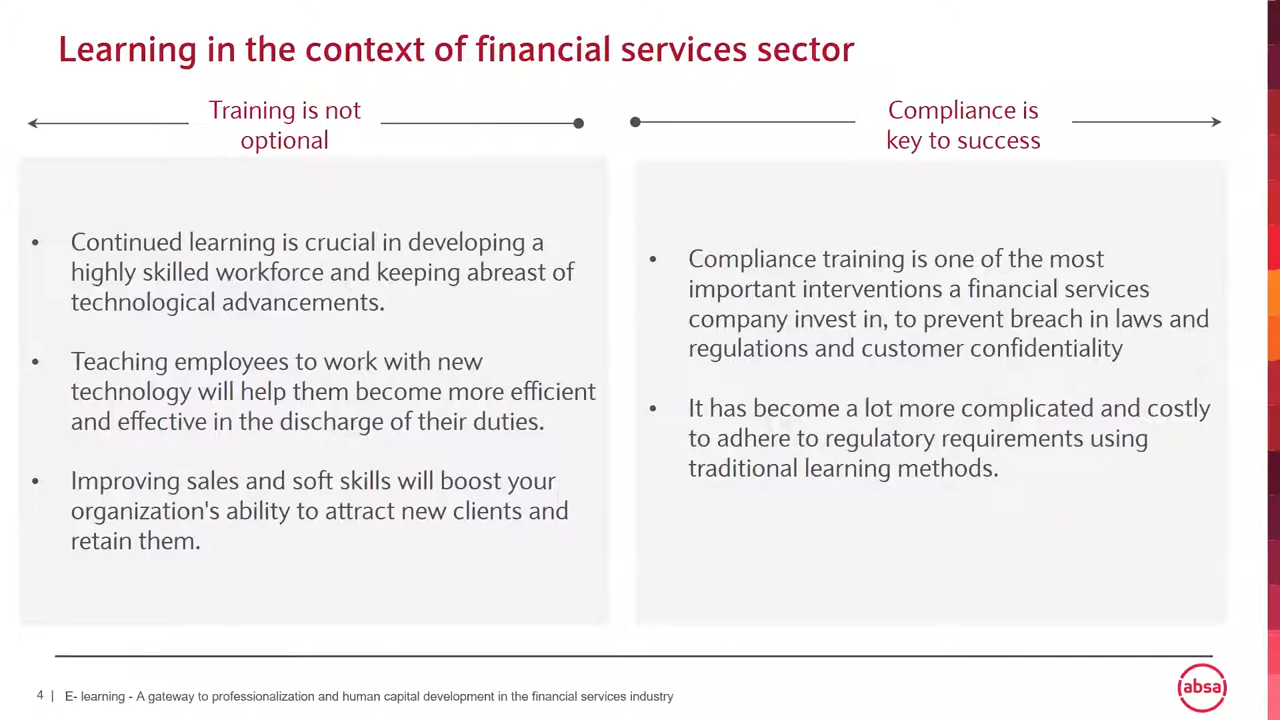 Learning in the context of financial services sector
Training is not
optional
• Continued learning is crucial in developing a
highly skilled workforce and keeping abreast of
technological advancements.
• Teaching employees to work with new
technology will help them become more efficient
and effective in the discharge of their duties.
• Improving sales and soft skills will boost your
organization's ability to attract new clients and
retain them.
Compliance is
key to success
• Compliance training is one of the most
important interventions a financial services
company invest in, to prevent breach in laws and
regulations and customer confidentiality
• It has become a lot more complicated and costly
to adhere to regulatory requirements using
traditional learning methods.
4 | E- learning - A gateway to professionalization and human capital development in the financial services industry
absa